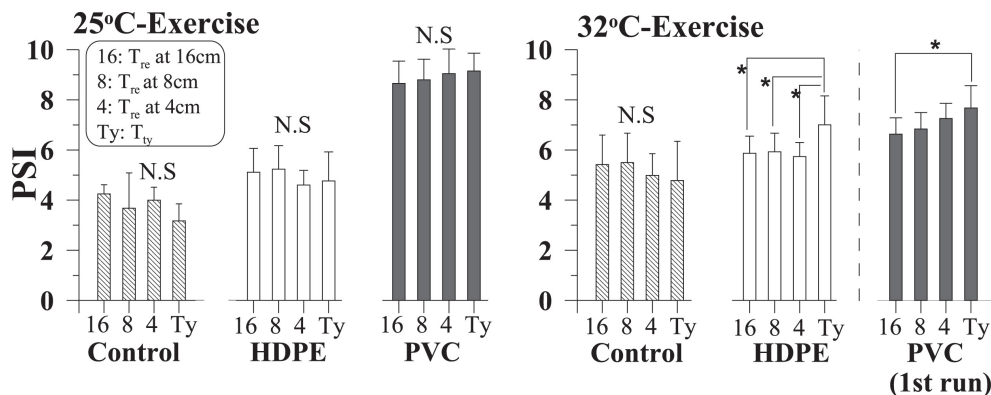 25°C-Exercise
16: Tre at 16cm
8: Tre at 8cm
4: Tre at 4cm
Ty: Tty
PSI
10
8
6
4
2
0
N.S
N.S
N.S
16 8 4 Ty
Control
16 8 4 Ty
HDPE
16 8 4 Ty
PVC
32°C-Exercise
10
8
6
4
2
0
N.S
*
*
*
*
16 8 4 Ty
Control
16 8 4 Ty
HDPE
16 8 4 Ty
PVC
(1st run)